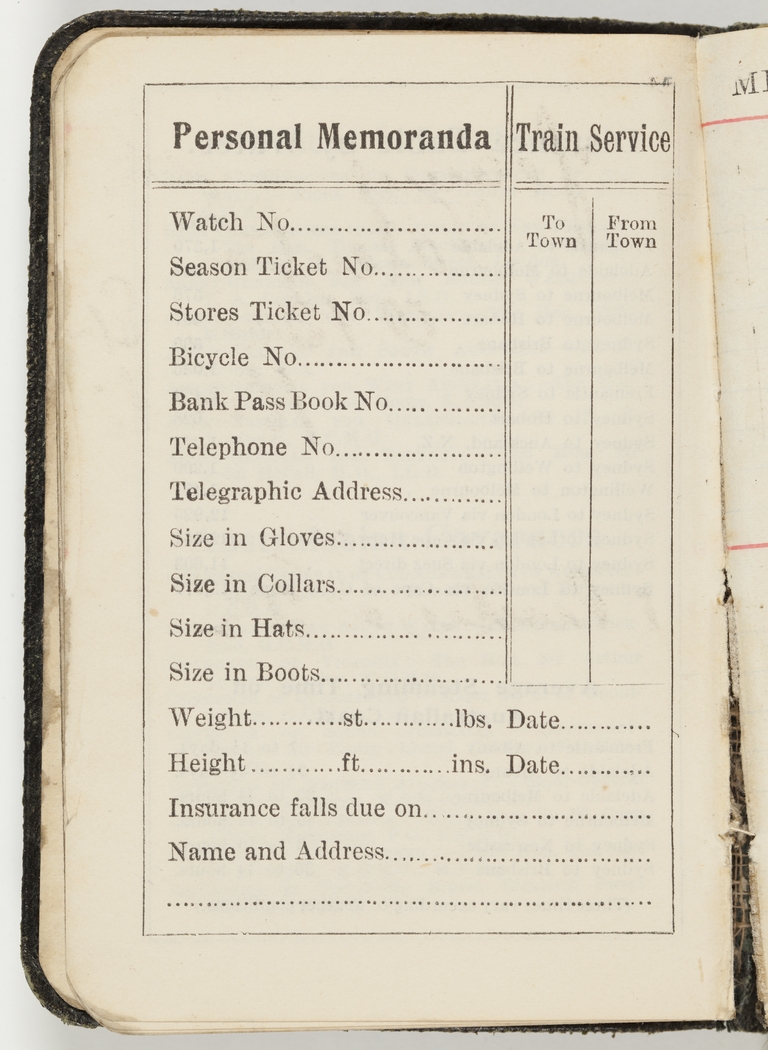 Personal Memoranda
Train Service
To Town
From Town
Watch No...........................
Season Ticket No................
Stores Ticket No.................
Bicycle No..........................
Bank Pass Book No..............
Telephone No......................
Telegraphic Address............
Size in Gloves.....................
Size in Collars.....................
Size in Hats........................
Size in Boots.......................
Weight............st...........lbs. Date............
Height............ft...........ins. Date............
Insurance falls due on..............................
Name and Address...................................
................................................................